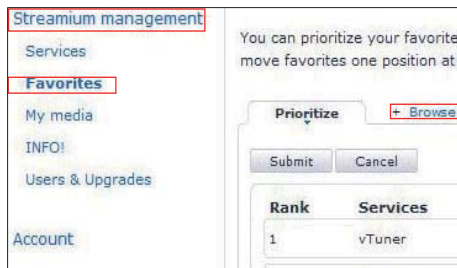 Streamium management
Services
Favorites
My media
INFO!
Users & Upgrades
Account
You can prioritize your favorite
move favorites one position at
Prioritize
+ Browse
Submit
Cancel
Rank Services
1 vTuner